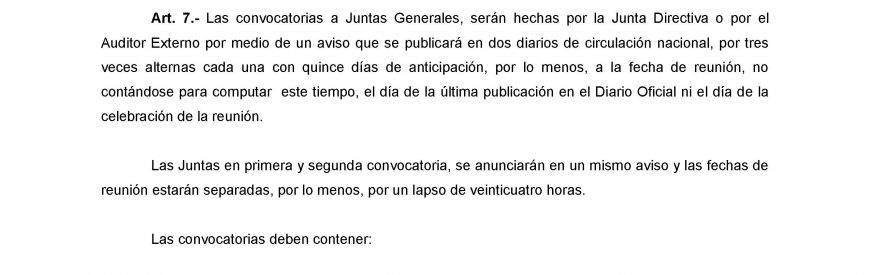 Art. 7.- Las convocatorias a Juntas Generales, serán hechas por la Junta Directiva o por el
Auditor Externo por medio de un aviso que se publicará en dos diarios de circulación nacional, por tres
veces alternas cada una con quince días de anticipación, por lo menos, a la fecha de reunión, no
contándose para computar este tiempo, el día de la última publicación en el Diario Oficial ni el día de la
celebración de la reunión.
Las Juntas en primera y segunda convocatoria, se anunciarán en un mismo aviso y las fechas de
reunión estarán separadas, por lo menos, por un lapso de veinticuatro horas.
Las convocatorias deben contener: